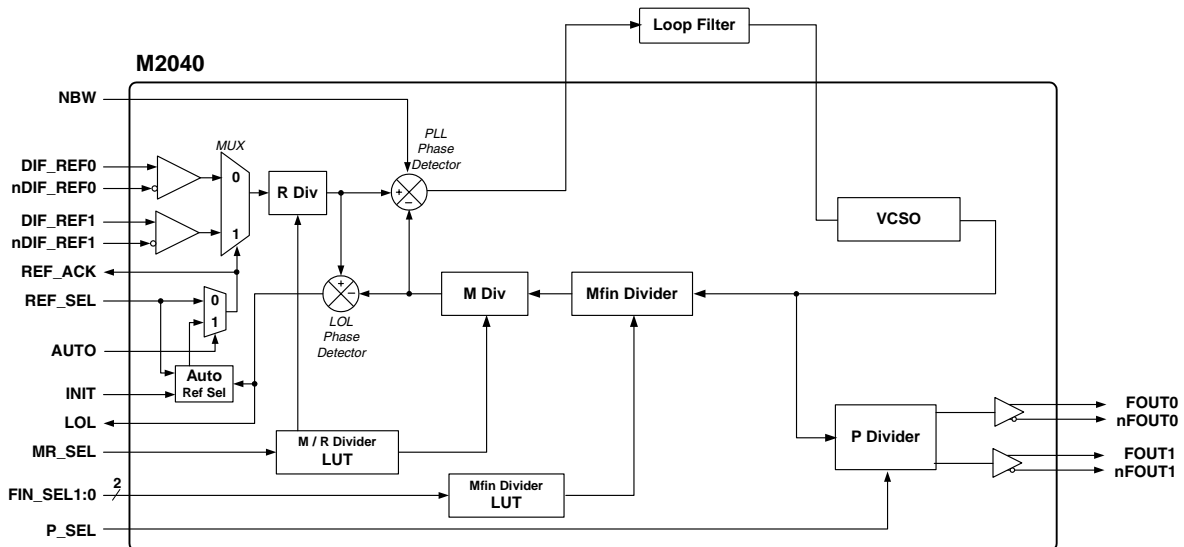 Loop Filter
M2040
NBW
PLL
Phase
Detector
MUX
DIF_REF0
nDIF_REF0
0
R Div
+
–
DIF_REF1
nDIF_REF1
1
VCSO
REF_ACK
REF_SEL
0
1
+
–
LOL
Phase
Detector
M Div
Mfin Divider
AUTO
Auto
Ref Sel
INIT
LOL
MR_SEL
M / R Divider
LUT
P Divider
FOUT0
nFOUT0
FOUT1
nFOUT1
FIN_SEL1:0
2
Mfin Divider
LUT
P_SEL